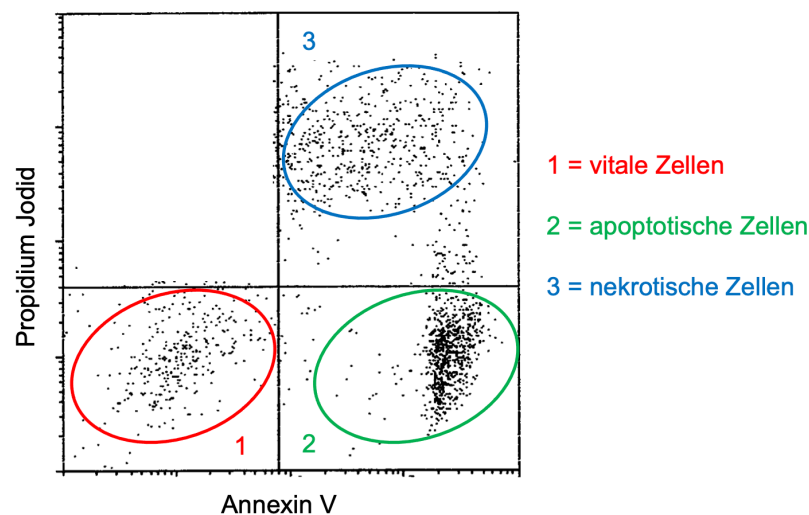 3
Propidium Jodid
1 = vitale Zellen
2 = apoptotische Zellen
3 = nekrotische Zellen
1
2
Annexin V